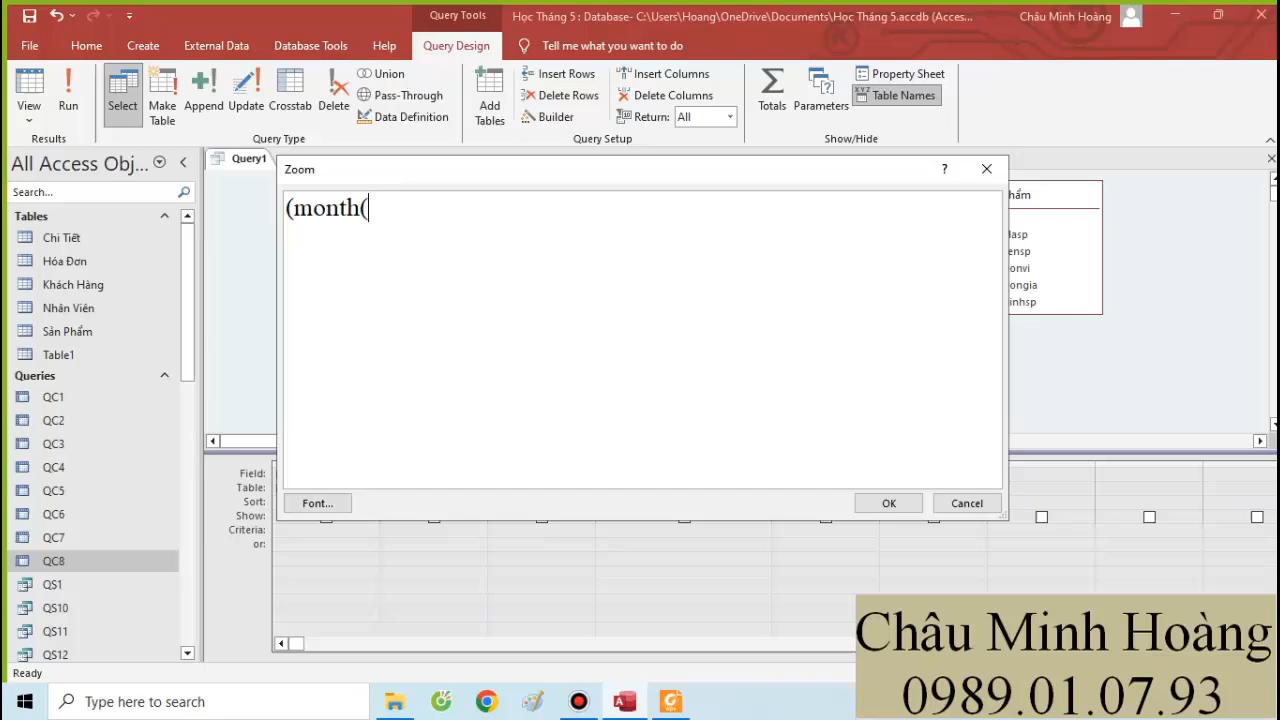 Query Tools
Học Tháng 5 : Database- C:\Users\Hoang\OneDrive\Documents\Học Tháng 5.accdb (Acces...
Châu Minh Hoàng
File
Home
Create
External Data
Database Tools
Help
Query Design
Tell me what you want to do
View
Run
Select
Make Table
Append
Update
Crosstab
Delete
Union
Pass-Through
Data Definition
Add Tables
Insert Rows
Delete Rows
Builder
Insert Columns
Delete Columns
Return: All
Totals
Parameters
Property Sheet
Table Names
Results
Query Type
Query Setup
Show/Hide
All Access Obj...
Search...
Tables
Chi Tiết
Hóa Đơn
Khách Hàng
Nhân Viên
Sản Phẩm
Table1
Queries
QC1
QC2
QC3
QC4
QC5
QC6
QC7
QC8
QS1
QS10
QS11
QS12
Query1
Zoom
?
(month(
Font...
OK
Cancel
Field:
Table:
Sort:
Show:
Criteria:
or:
Ready
Type here to search
Châu Minh Hoàng
0989.01.07.93